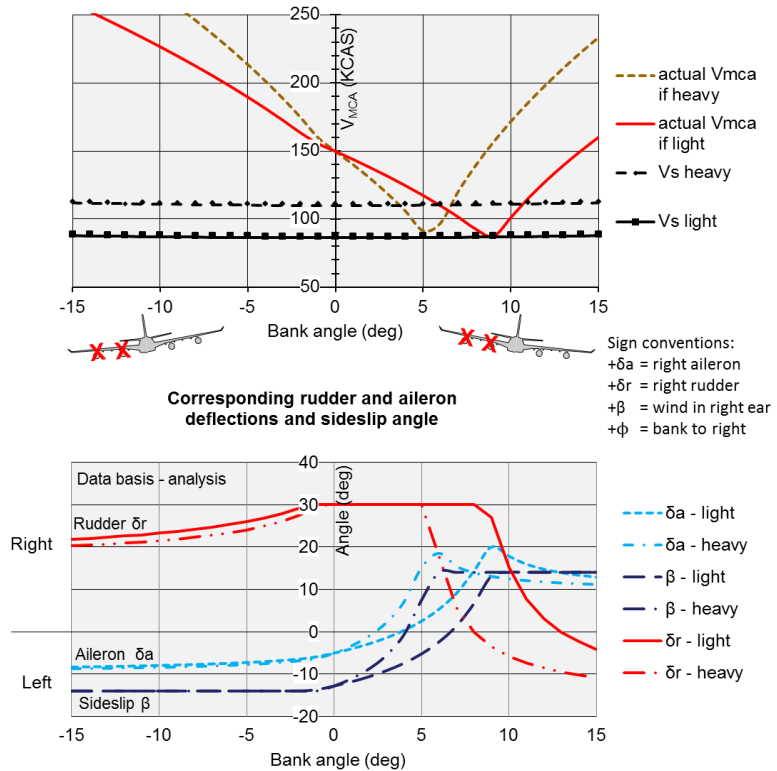 250
200
150
100
50
V_MCA (KCAS)
-15
-10
-5
0
5
10
15
Bank angle (deg)
actual Vmca
if heavy
actual Vmca
if light
Vs heavy
Vs light
X X
X X
Sign conventions:
+δa = right aileron
+δr = right rudder
+β = wind in right ear
+ϕ = bank to right
Corresponding rudder and aileron
deflections and sideslip angle
Data basis - analysis
Rudder δr
Right
Aileron δa
Left
Sideslip β
40
30
20
10
0
-10
-20
Angle (deg)
-15
-10
-5
0
5
10
15
Bank angle (deg)
δa - light
δa - heavy
β - light
β - heavy
δr - light
δr - heavy